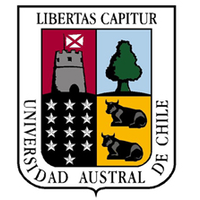 LIBERTAS CAPITUR
UNIVERSIDAD AUSTRAL DE CHILE